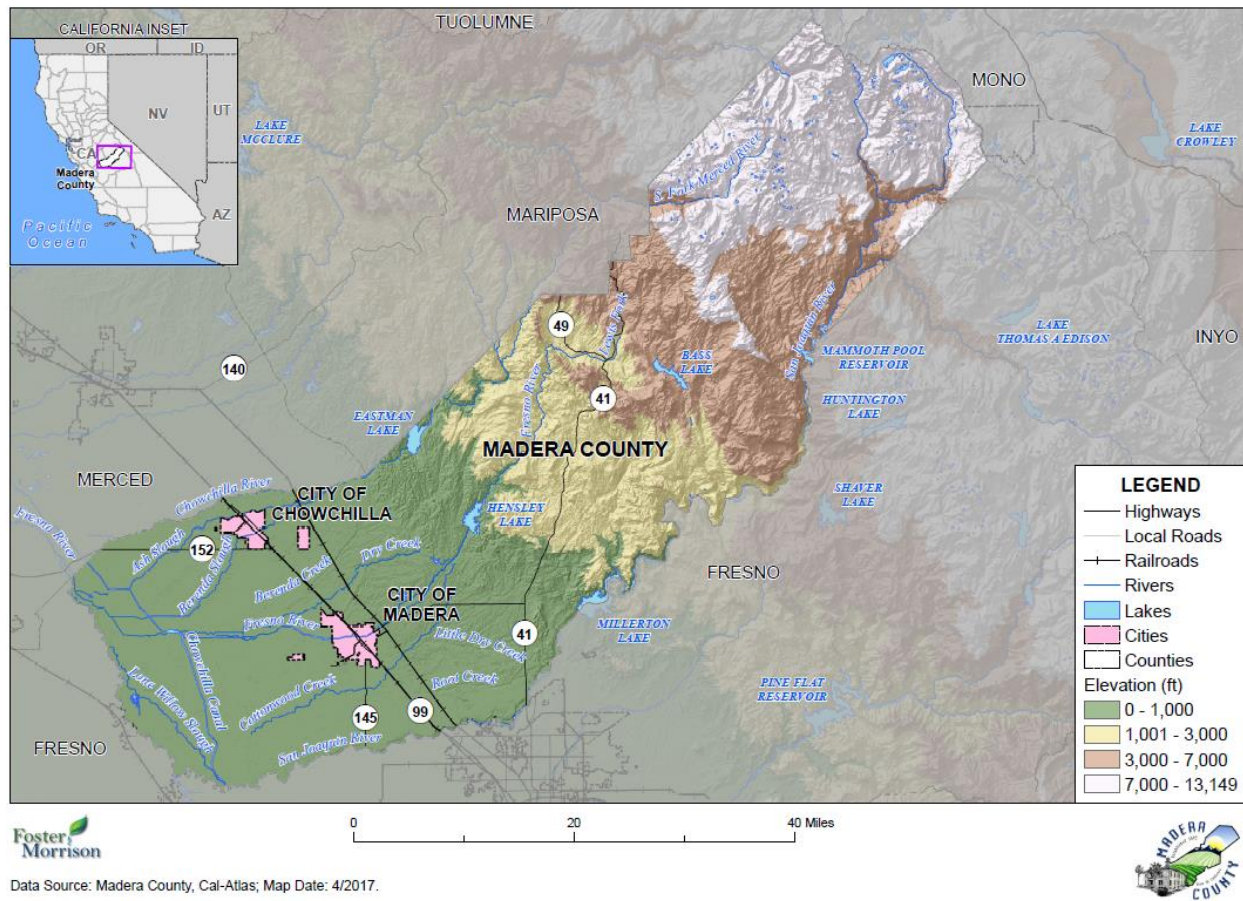 CALIFORNIA INSET
OR
ID
NV
UT
CA
Madera
County
AZ
Pacific
Ocean
TUOLUMNE
MONO
LAKE
MCCLURE
LAKE
CROWLEY
S. Fork Merced River
MARIPOSA
San Joaquin River
49
Lewis Fork
BASS
LAKE
MAMMOTH POOL
RESERVOIR
LAKE
THOMAS A EDISON
INYO
140
Fresno River
41
HUNTINGTON
LAKE
EASTMAN
LAKE
MADERA COUNTY
MERCED
Chowchilla River
CITY OF
CHOWCHILLA
HENSLEY
LAKE
SHAVER
LAKE
Fresno River
Ash Slough
152
Berenda Slough
Dry Creek
Berenda Creek
CITY OF
MADERA
FRESNO
Fresno River
Little Dry Creek
41
MILLERTON
LAKE
Chowchilla Canal
Lone Willow Slough
Cottonwood Creek
Root Creek
PINE FLAT
RESERVOIR
145
99
FRESNO
San Joaquin River
LEGEND
Highways
Local Roads
Railroads
Rivers
Lakes
Cities
Counties
Elevation (ft)
0 - 1,000
1,001 - 3,000
3,000 - 7,000
7,000 - 13,149
Foster
Morrison
0
20
40 Miles
MADERA
COUNTY
Data Source: Madera County, Cal-Atlas; Map Date: 4/2017.